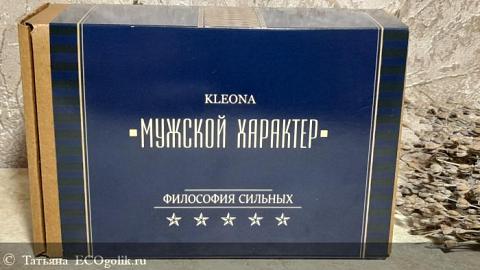 KLEONA
МУЖСКОЙ ХАРАКТЕР
ФИЛОСОФИЯ СИЛЬНЫХ
Татьяна ECOgolik.ru